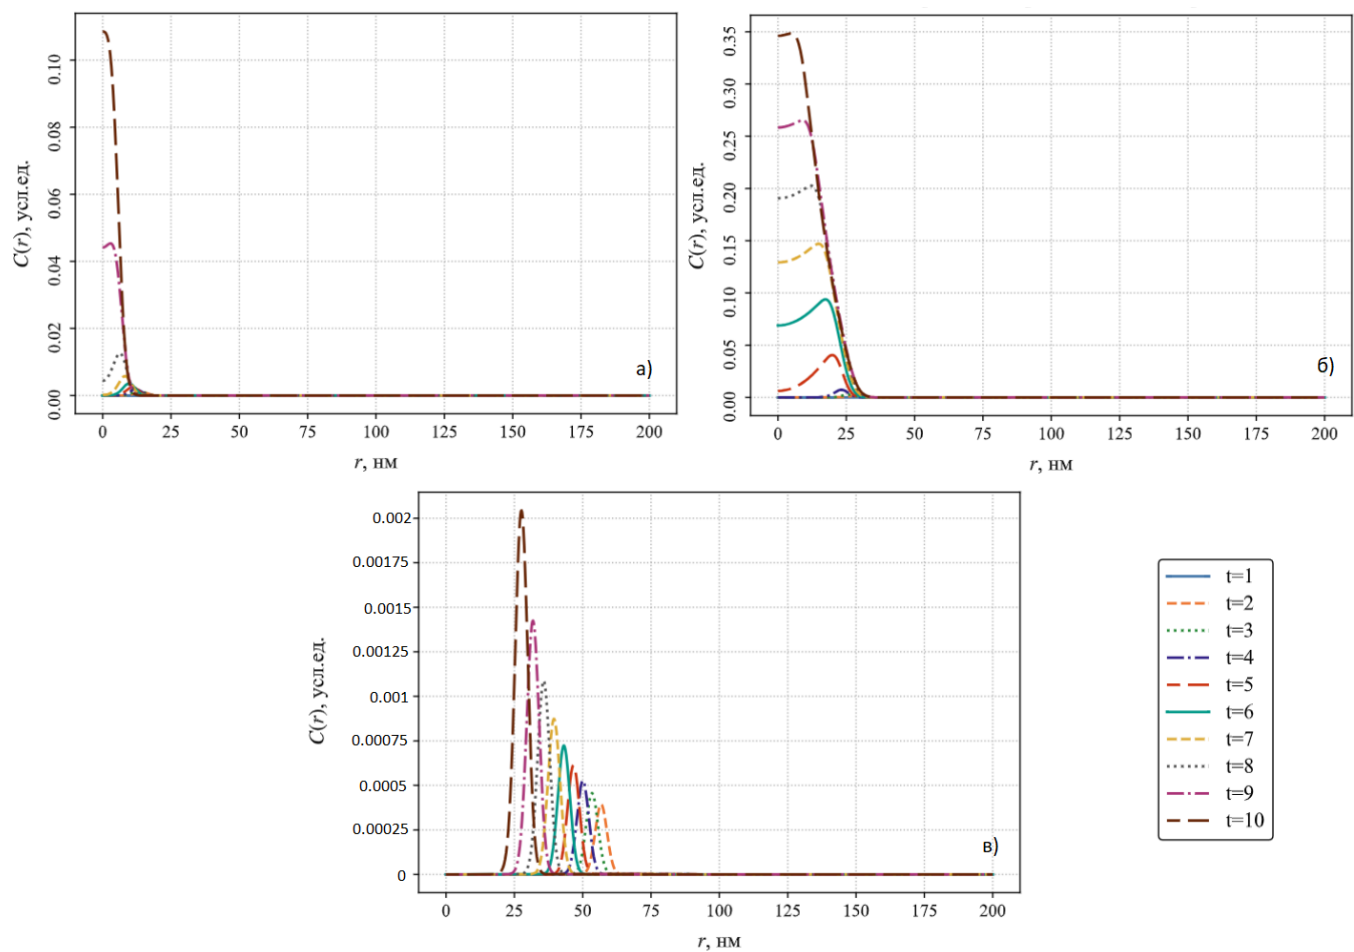 0.10
0.08
0.06
0.04
0.02
0.00
C(r), усл.ед.
а)
0 25 50 75 100 125 150 175 200
r, нм
0.35
0.30
0.25
0.20
0.15
0.10
0.05
0.00
C(r), усл.ед.
б)
0 25 50 75 100 125 150 175 200
r, нм
0.002
0.00175
0.0015
0.00125
0.001
0.00075
0.0005
0.00025
0
C(r), усл.ед.
в)
0 25 50 75 100 125 150 175 200
r, нм
t=1
t=2
t=3
t=4
t=5
t=6
t=7
t=8
t=9
t=10